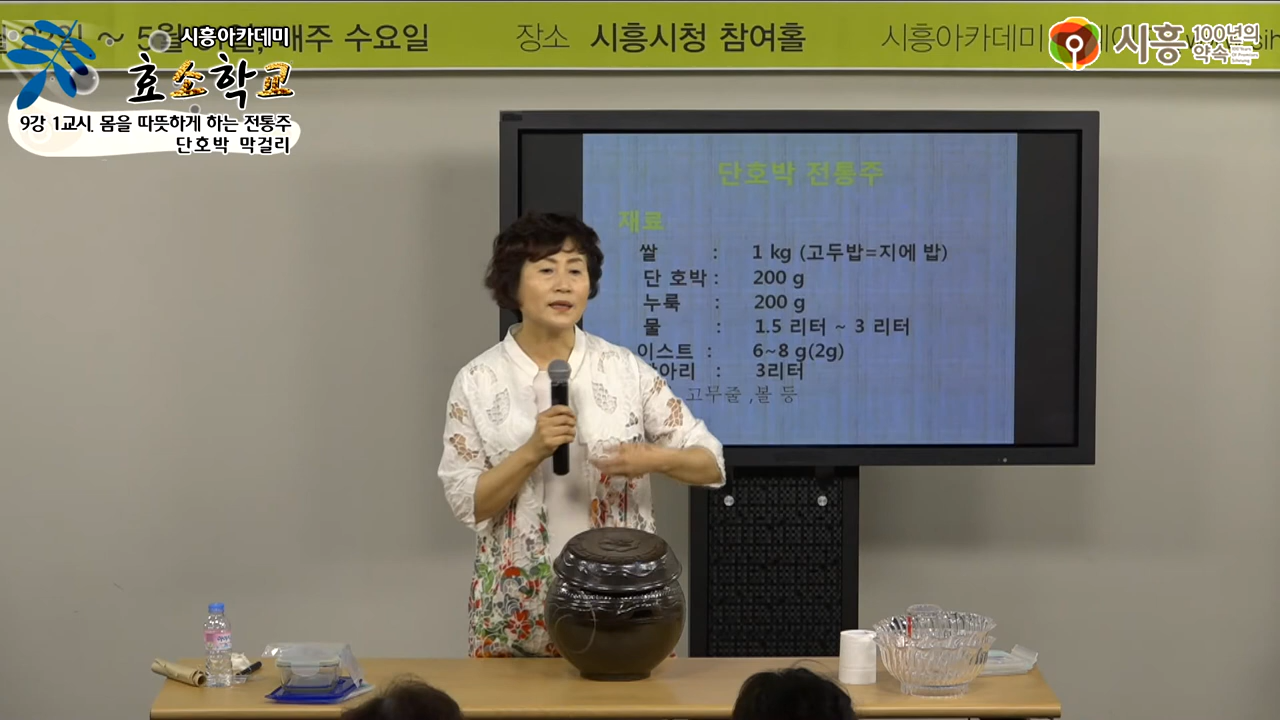 ~ 5월 매주 수요일 장소 시흥시청 참여홀 시흥아카데미
시흥 100년의 약속
시흥아카데미
효소학교
9강 1교시. 몸을 따뜻하게 하는 전통주
단호박 막걸리
단호박 전통주
재료
쌀 : 1 kg (고두밥=지에 밥)
단 호박 : 200 g
누룩 : 200 g
물 : 1.5 리터 ~ 3 리터
이스트 : 6~8 g(2g)
: 3리터
고무줄 ,볼 등